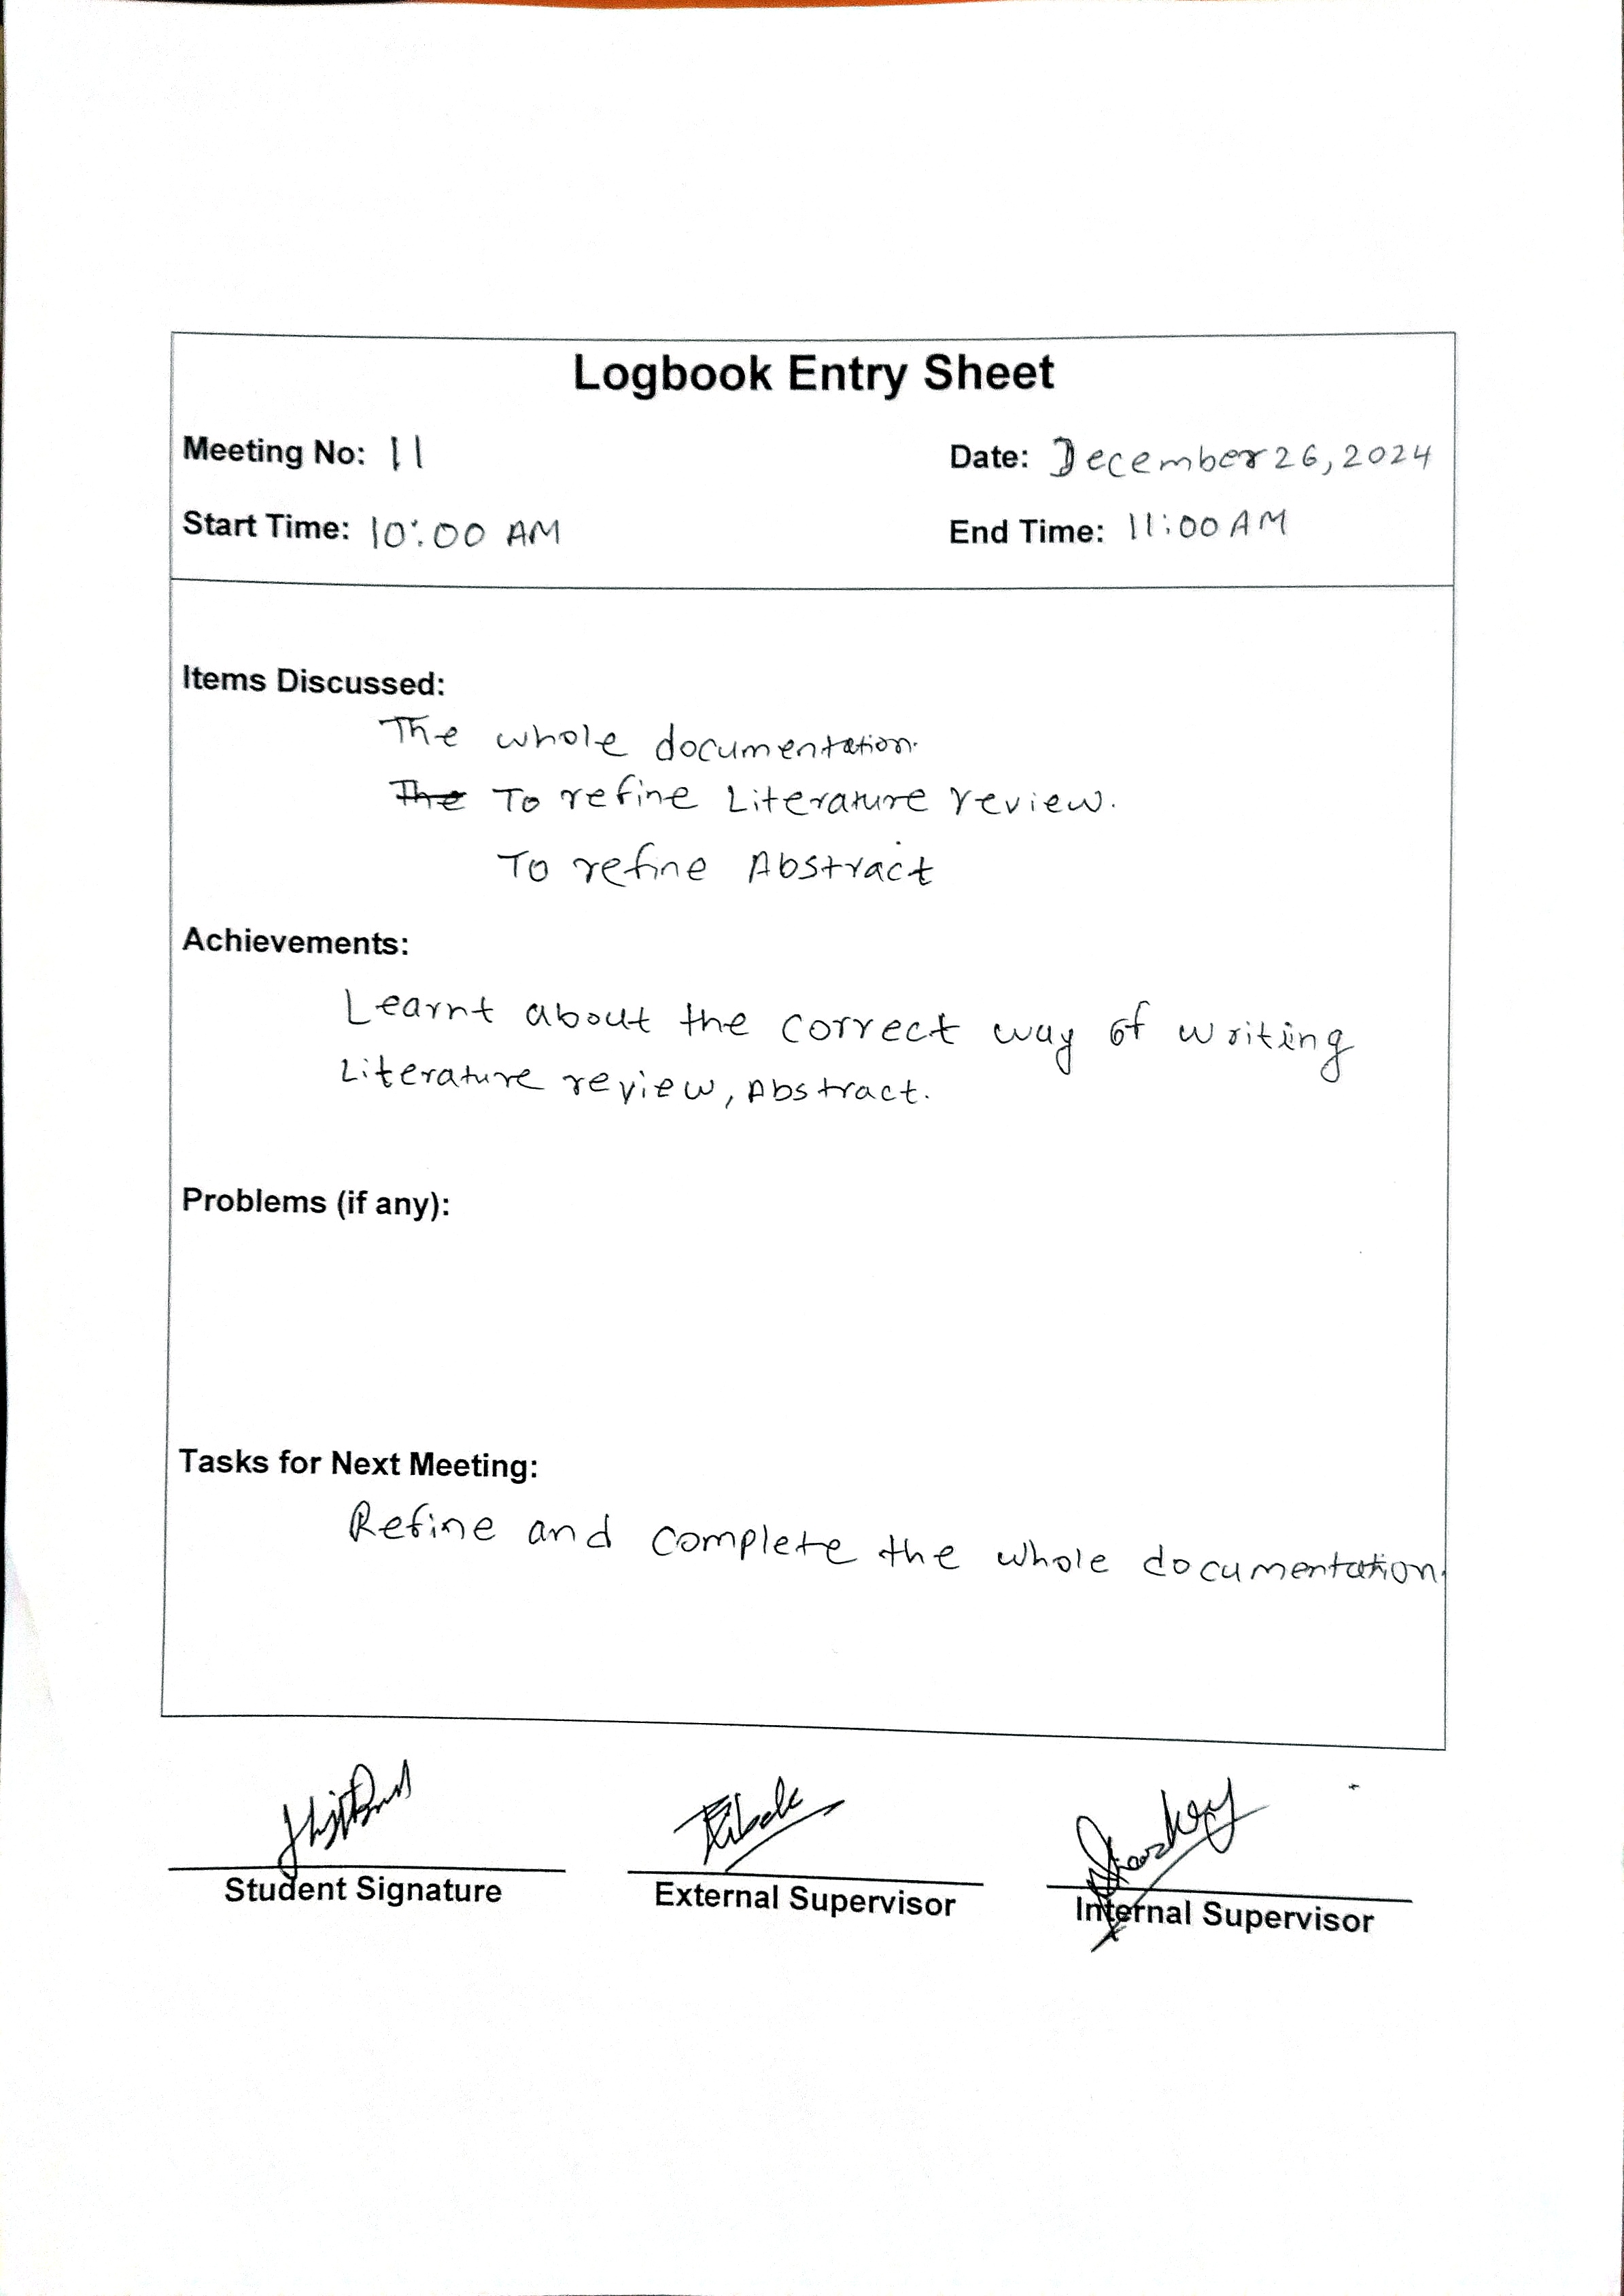 Logbook Entry Sheet
Meeting No: 11 Date: December 26, 2024
Start Time: 10:00 AM End Time: 11:00 AM
Items Discussed:
The whole documentation.
The To refine Literature review.
To refine Abstract
Achievements:
Learnt about the correct way of writing
Literature review, Abstract.
Problems (if any):
Tasks for Next Meeting:
Refine and complete the whole documentation.
Student Signature External Supervisor Internal Supervisor